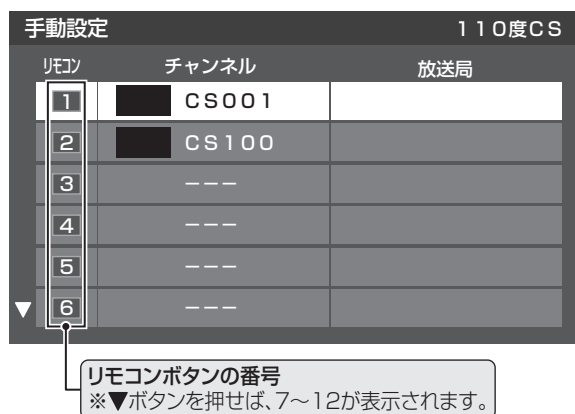 手動設定 110度CS
リモコン チャンネル 放送局
1 CS001
2 CS100
3 −−−
4 −−−
5 −−−
▼ 6 −−−
リモコンボタンの番号
※▼ボタンを押せば、7〜12が表示されます。